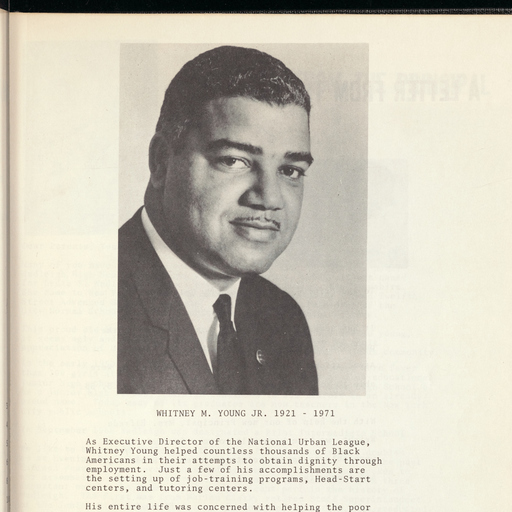 WHITNEY M. YOUNG JR. 1921 - 1971
As Executive Director of the National Urban League,
Whitney Young helped countless thousands of Black
Americans in their attempts to obtain dignity through
employment. Just a few of his accomplishments are
the setting up of job-training programs, Head-Start
centers, and tutoring centers.
His entire life was concerned with helping the poor